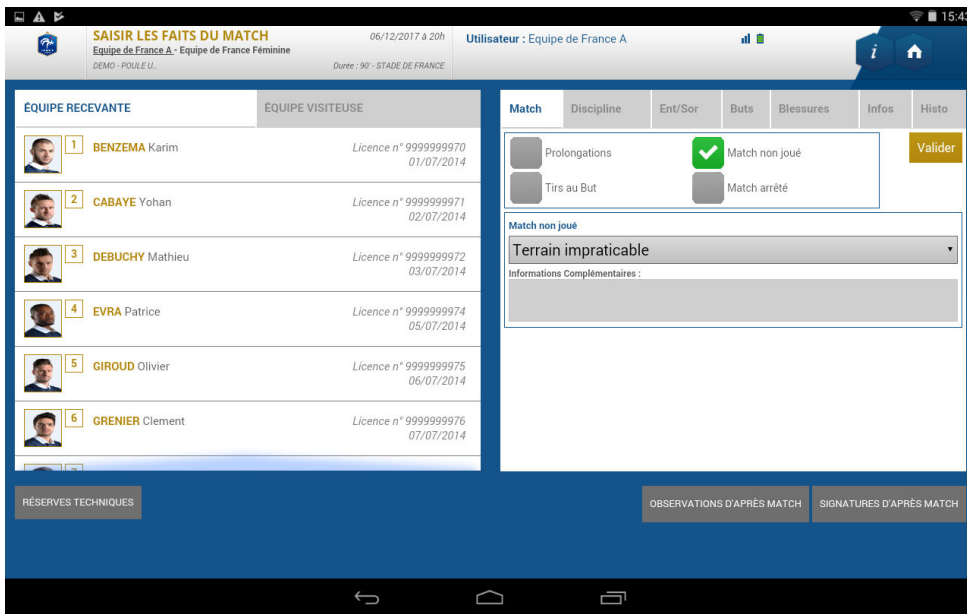 15:43
SAISIR LES FAITS DU MATCH
06/12/2017 à 20h
Equipe de France A - Equipe de France Féminine
DEMO - POULE U..
Durée : 90' - STADE DE FRANCE
Utilisateur : Equipe de France A
i
ÉQUIPE RECEVANTE
ÉQUIPE VISITEUSE
1 BENZEMA Karim
Licence n° 9999999970
01/07/2014
2 CABAYE Yohan
Licence n° 9999999971
02/07/2014
3 DEBUCHY Mathieu
Licence n° 9999999972
03/07/2014
4 EVRA Patrice
Licence n° 9999999974
05/07/2014
5 GIROUD Olivier
Licence n° 9999999975
06/07/2014
6 GRENIER Clement
Licence n° 9999999976
07/07/2014
Match Discipline Ent/Sor Buts Blessures Infos Histo
Prolongations
Match non joué
Valider
Tirs au But
Match arrêté
Match non joué
Terrain impraticable
Informations Complémentaires :
RÉSERVES TECHNIQUES
OBSERVATIONS D'APRÈS MATCH
SIGNATURES D'APRÈS MATCH